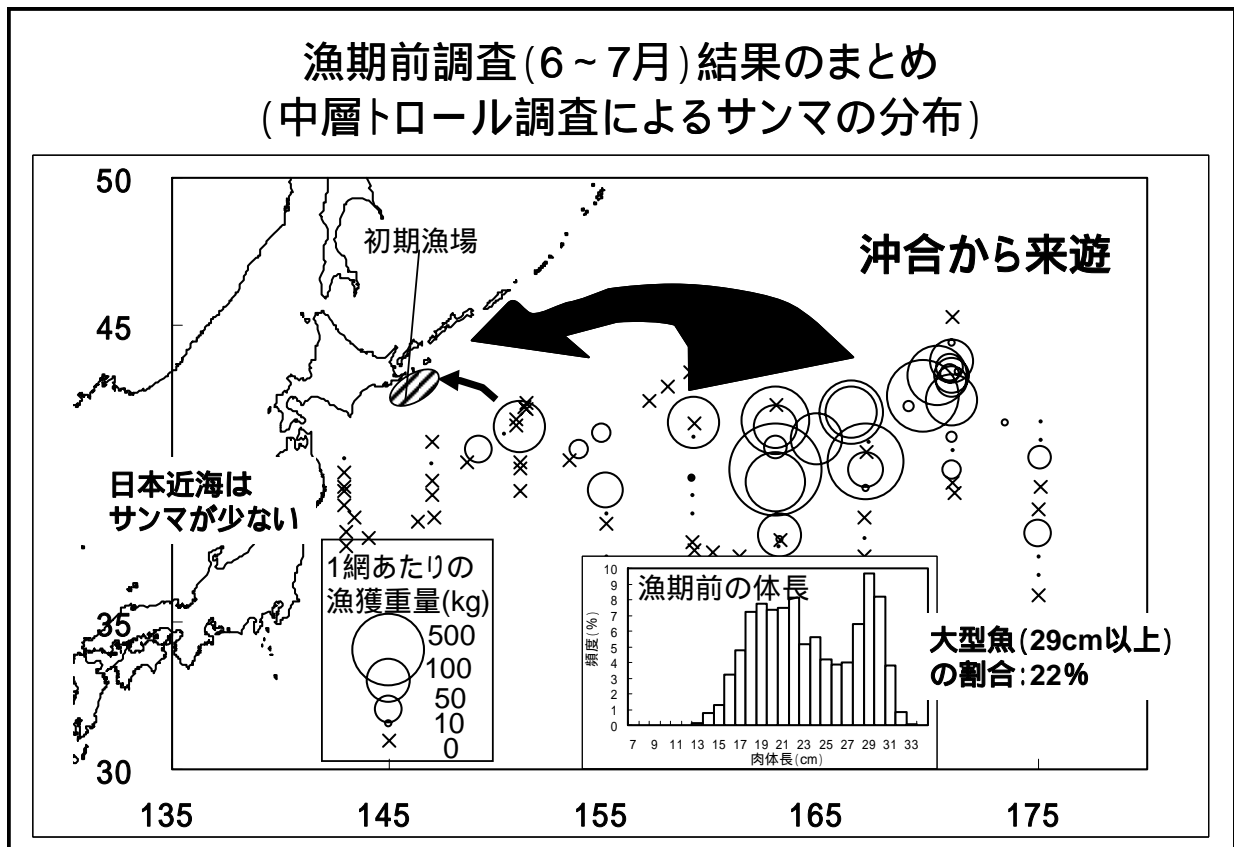 漁期前調査(6~7月)結果のまとめ
(中層トロール調査によるサンマの分布)
50
45
35
30
135
145
155
165
175
初期漁場
沖合から来遊
日本近海は
サンマが少ない
1網あたりの
漁獲重量(kg)
500
100
50
10
0
漁期前の体長
頻度(%)
10
9
8
7
6
5
4
3
2
1
0
7 9 11 13 15 17 19 21 23 25 27 29 31 33
肉体長(cm)
大型魚(29cm以上)
の割合:22%